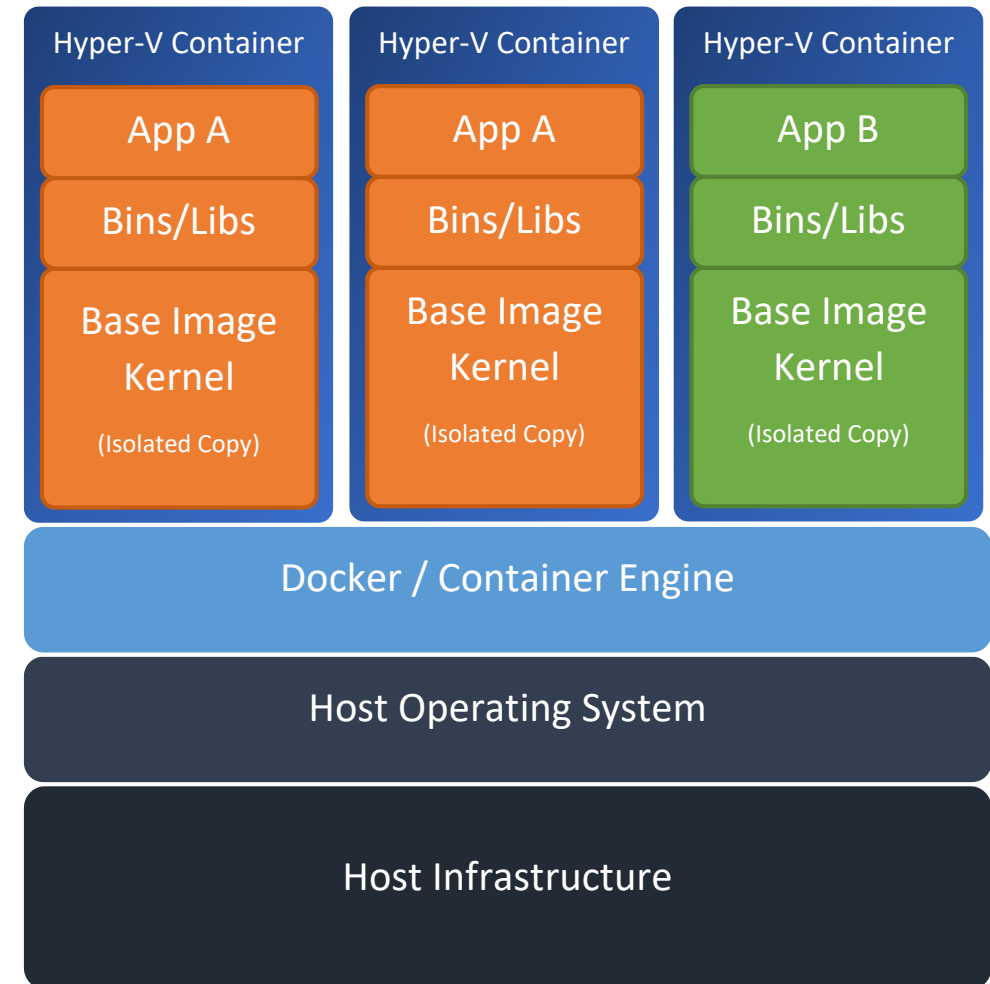 Hyper-V Container
App A
Bins/Libs
Base Image
Kernel
(Isolated Copy)
Hyper-V Container
App A
Bins/Libs
Base Image
Kernel
(Isolated Copy)
Hyper-V Container
App B
Bins/Libs
Base Image
Kernel
(Isolated Copy)
Docker / Container Engine
Host Operating System
Host Infrastructure